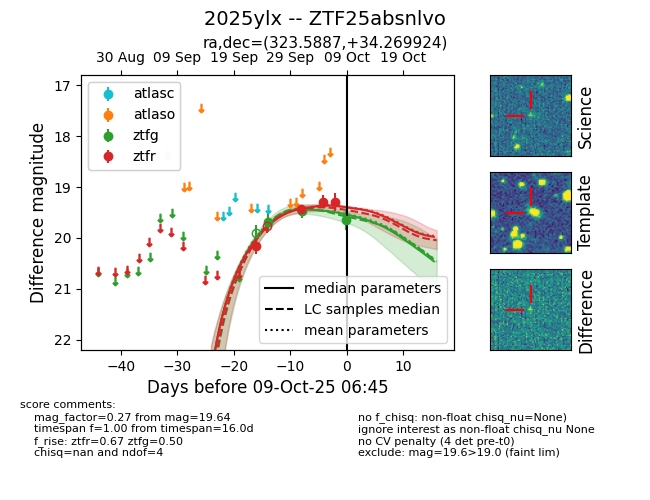 2025ylx -- ZTF25absnlvo
ra,dec=(323.5887,+34.269924)
30 Aug 09 Sep 19 Sep 29 Sep 09 Oct 19 Oct
17
18
19
20
21
22
Difference magnitude
atlasc
atlaso
ztfg
ztfr
median parameters
LC samples median
mean parameters
−40 −30 −20 −10 0 10
Days before 09-Oct-25 06:45
Science
Template
Difference
score comments:
mag_factor=0.27 from mag=19.64
timespan f=1.00 from timespan=16.0d
f_rise: ztfr=0.67 ztfg=0.50
chisq=nan and ndof=4
no f_chisq: non-float chisq_nu=None)
ignore interest as non-float chisq_nu None
no CV penalty (4 det pre-t0)
exclude: mag=19.6>19.0 (faint lim)